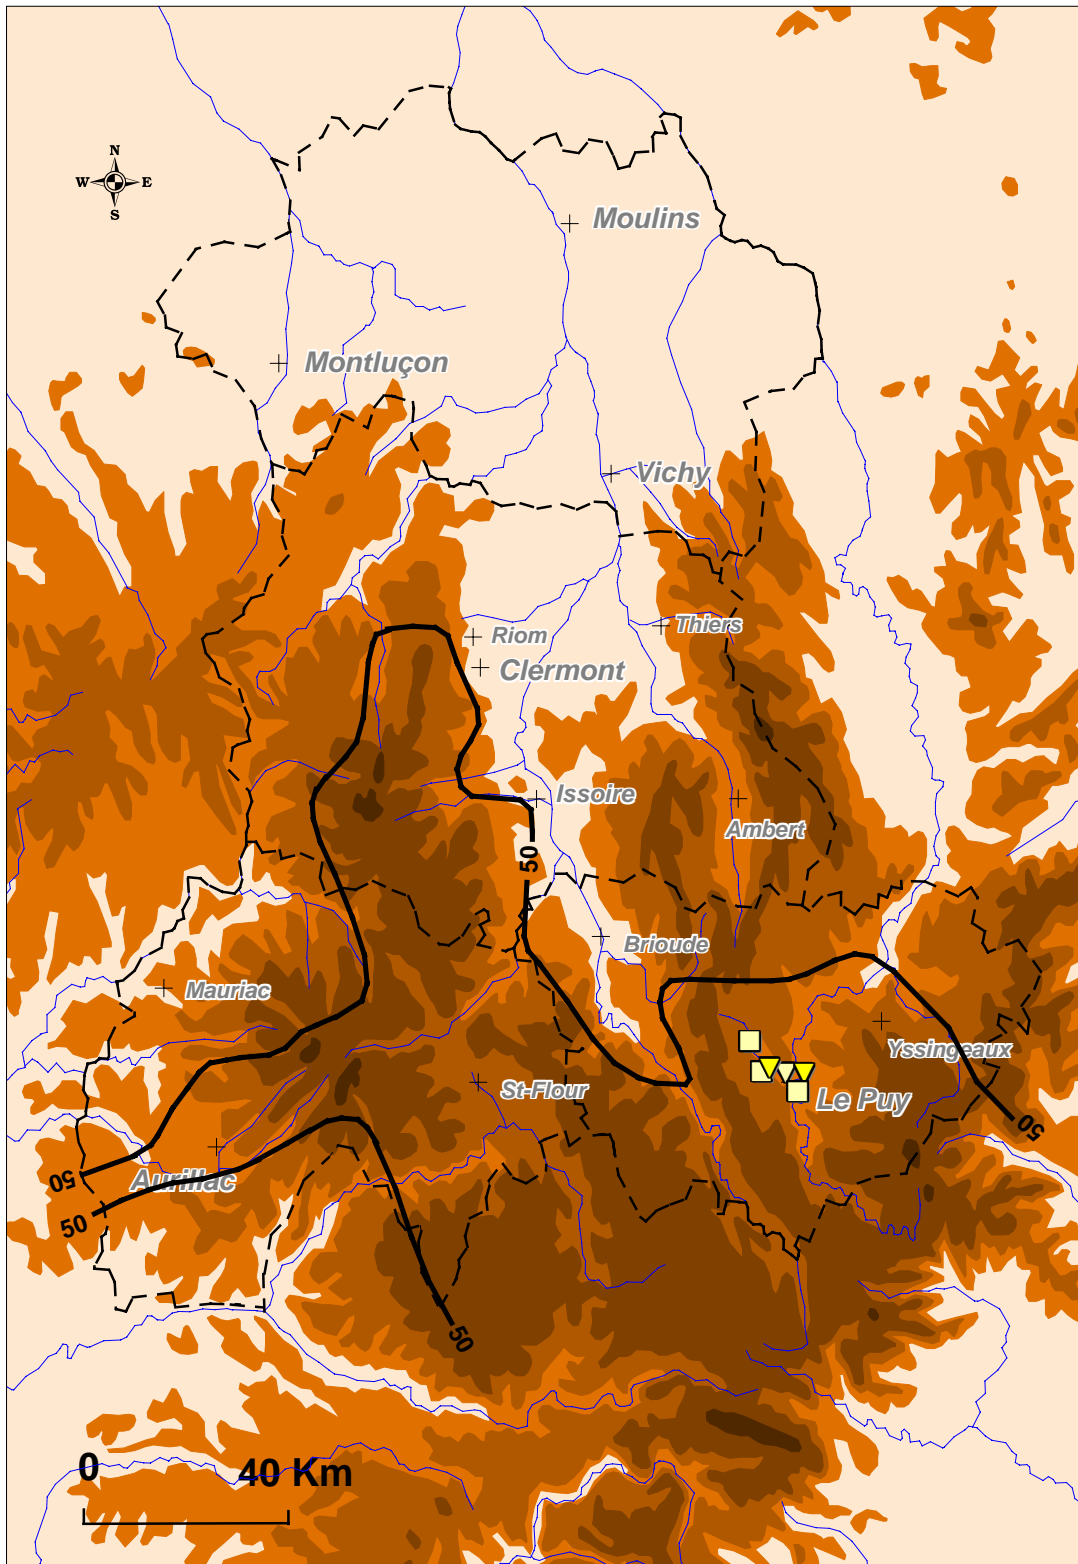 N
W E
S
Moulins
Montluçon
Vichy
Thiers
Riom
Clermont
Issoire
Ambert
50
Brioude
Mauriac
Yssingeaux
St-Flour
Le Puy
50
50
Aurillac
50
50
0 40 Km